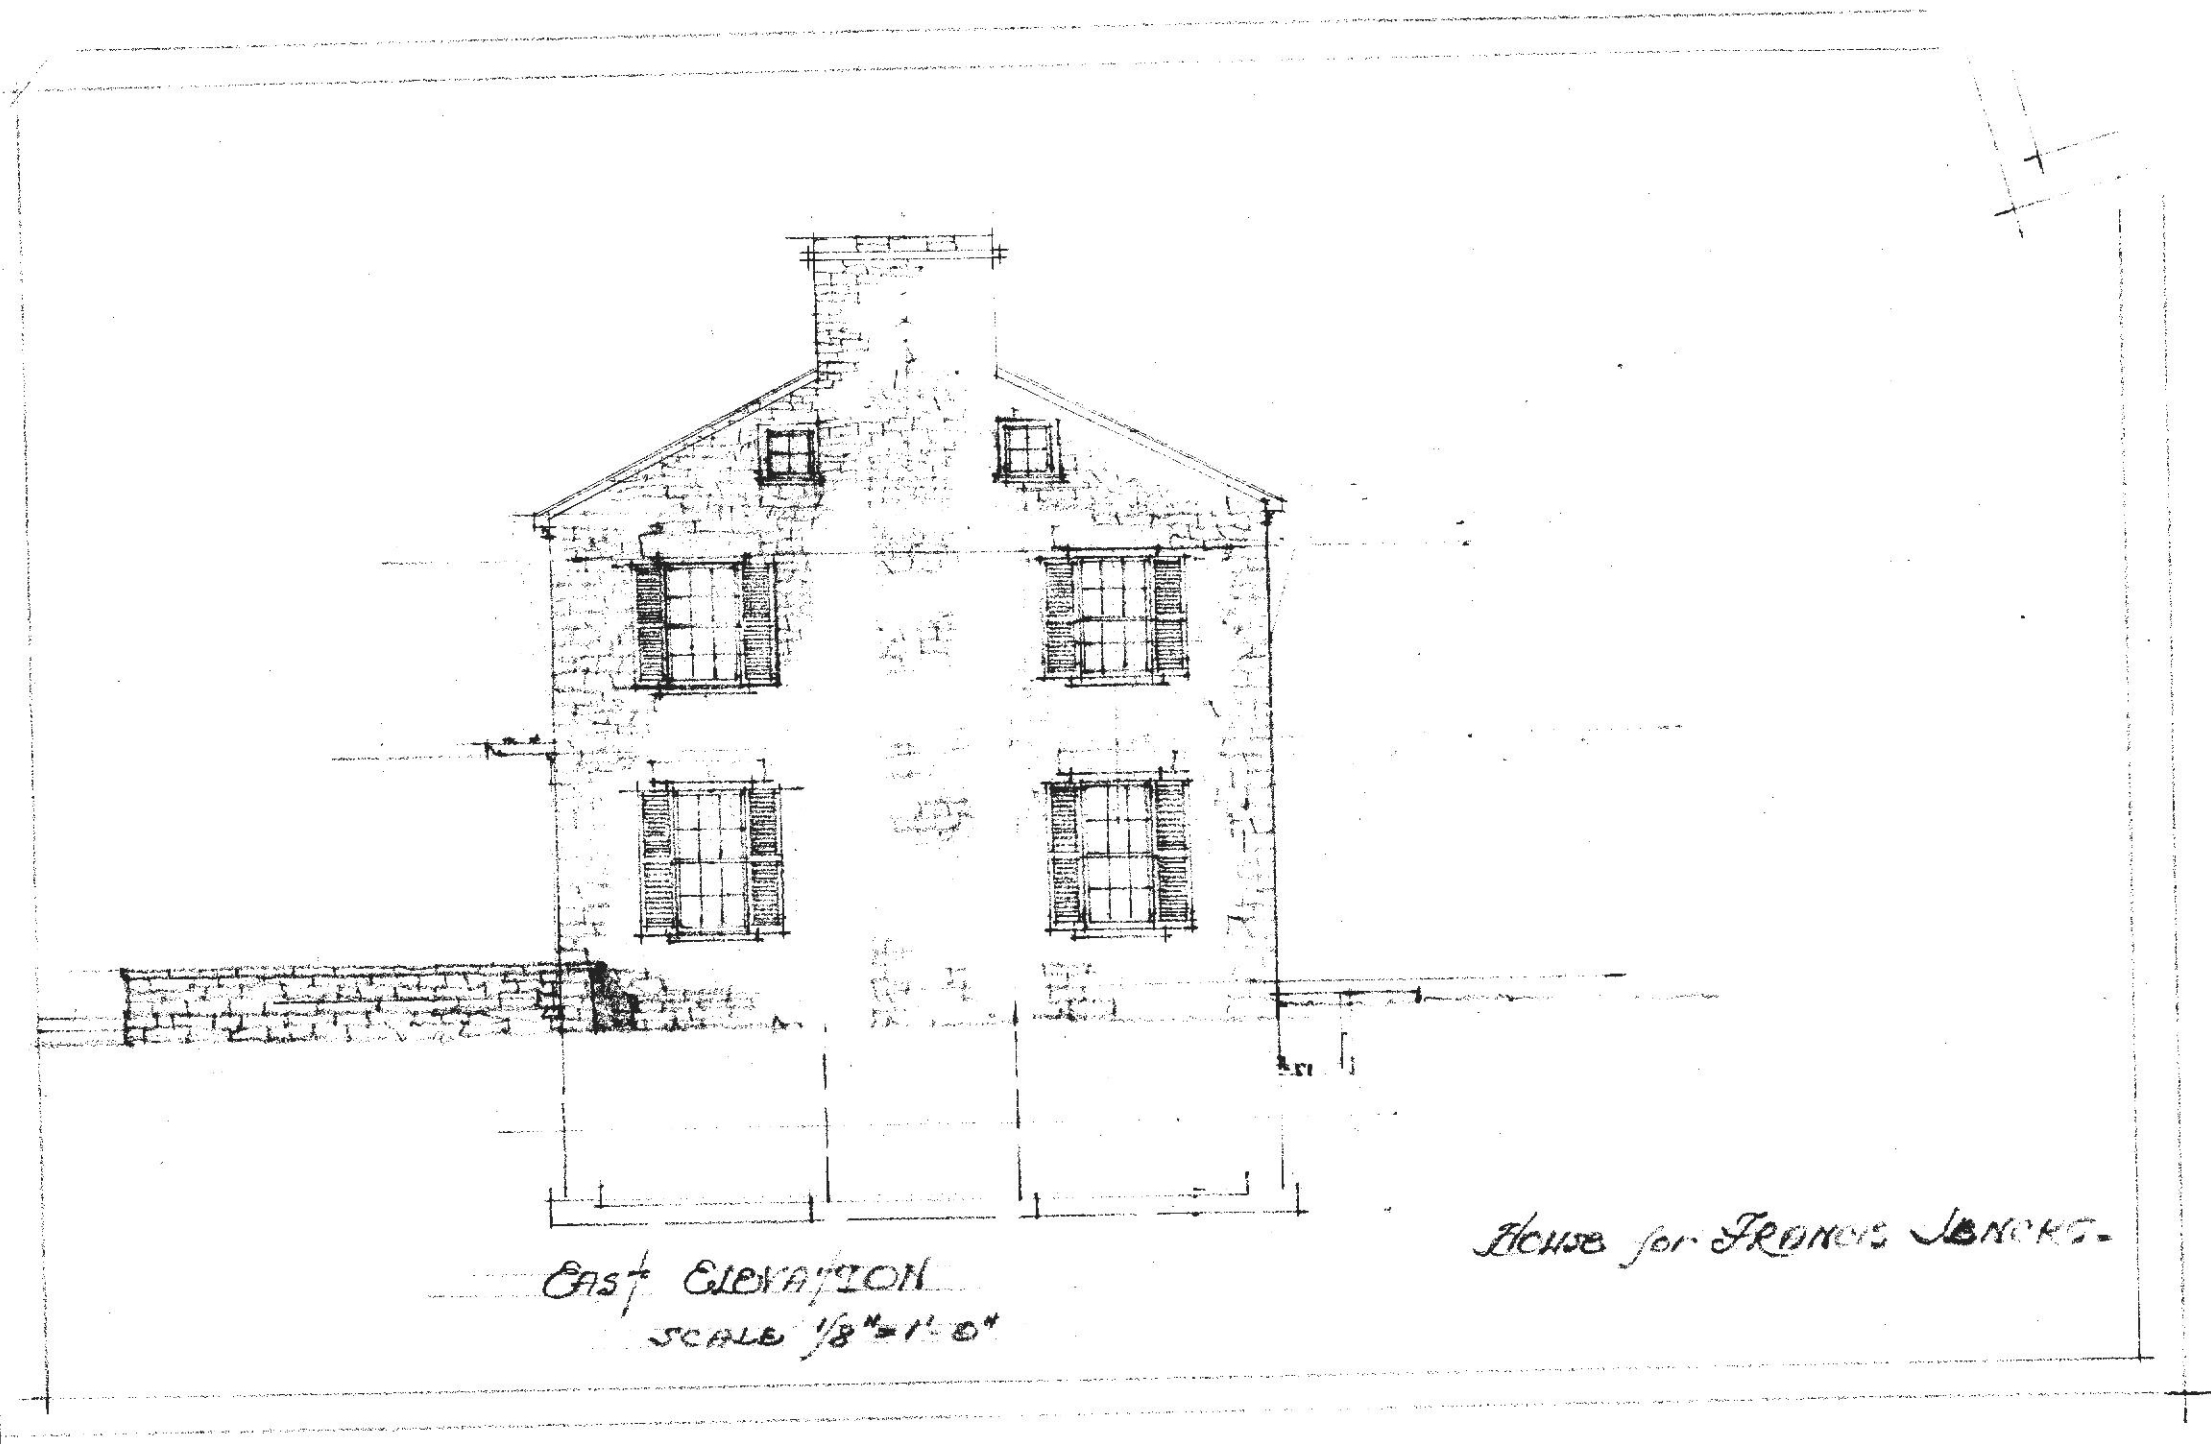 EAST ELEVATION
SCALE 1/8" = 1'- 0"
HOUSE for FRANCIS JENCKS.